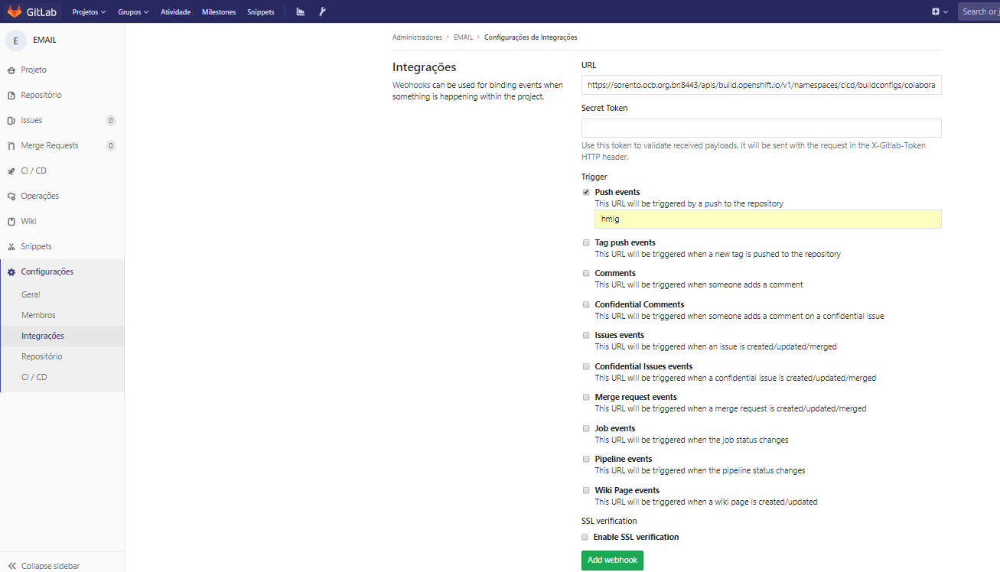 GitLab Projetos Grupos Atividade Milestones Snippets Search or j
E EMAIL
Projeto
Repositório
Issues 0
Merge Requests 0
CI / CD
Operações
Wiki
Snippets
Configurações
Geral
Membros
Integrações
Repositório
CI / CD
Collapse sidebar
Administradores > EMAIL > Configurações de Integrações
Integrações
Webhooks can be used for binding events when
something is happening within the project.
URL
https://sorento.ocb.org.br:8443/apis/build.openshift.io/v1/namespaces/cicd/buildconfigs/colabora
Secret Token
Use this token to validate received payloads. It will be sent with the request in the X-Gitlab-Token
HTTP header.
Trigger
Push events
This URL will be triggered by a push to the repository
hmlg
Tag push events
This URL will be triggered when a new tag is pushed to the repository
Comments
This URL will be triggered when someone adds a comment
Confidential Comments
This URL will be triggered when someone adds a comment on a confidential issue
Issues events
This URL will be triggered when an issue is created/updated/merged
Confidential Issues events
This URL will be triggered when a confidential issue is created/updated/merged
Merge request events
This URL will be triggered when a merge request is created/updated/merged
Job events
This URL will be triggered when the job status changes
Pipeline events
This URL will be triggered when the pipeline status changes
Wiki Page events
This URL will be triggered when a wiki page is created/updated
SSL verification
Enable SSL verification
Add webhook